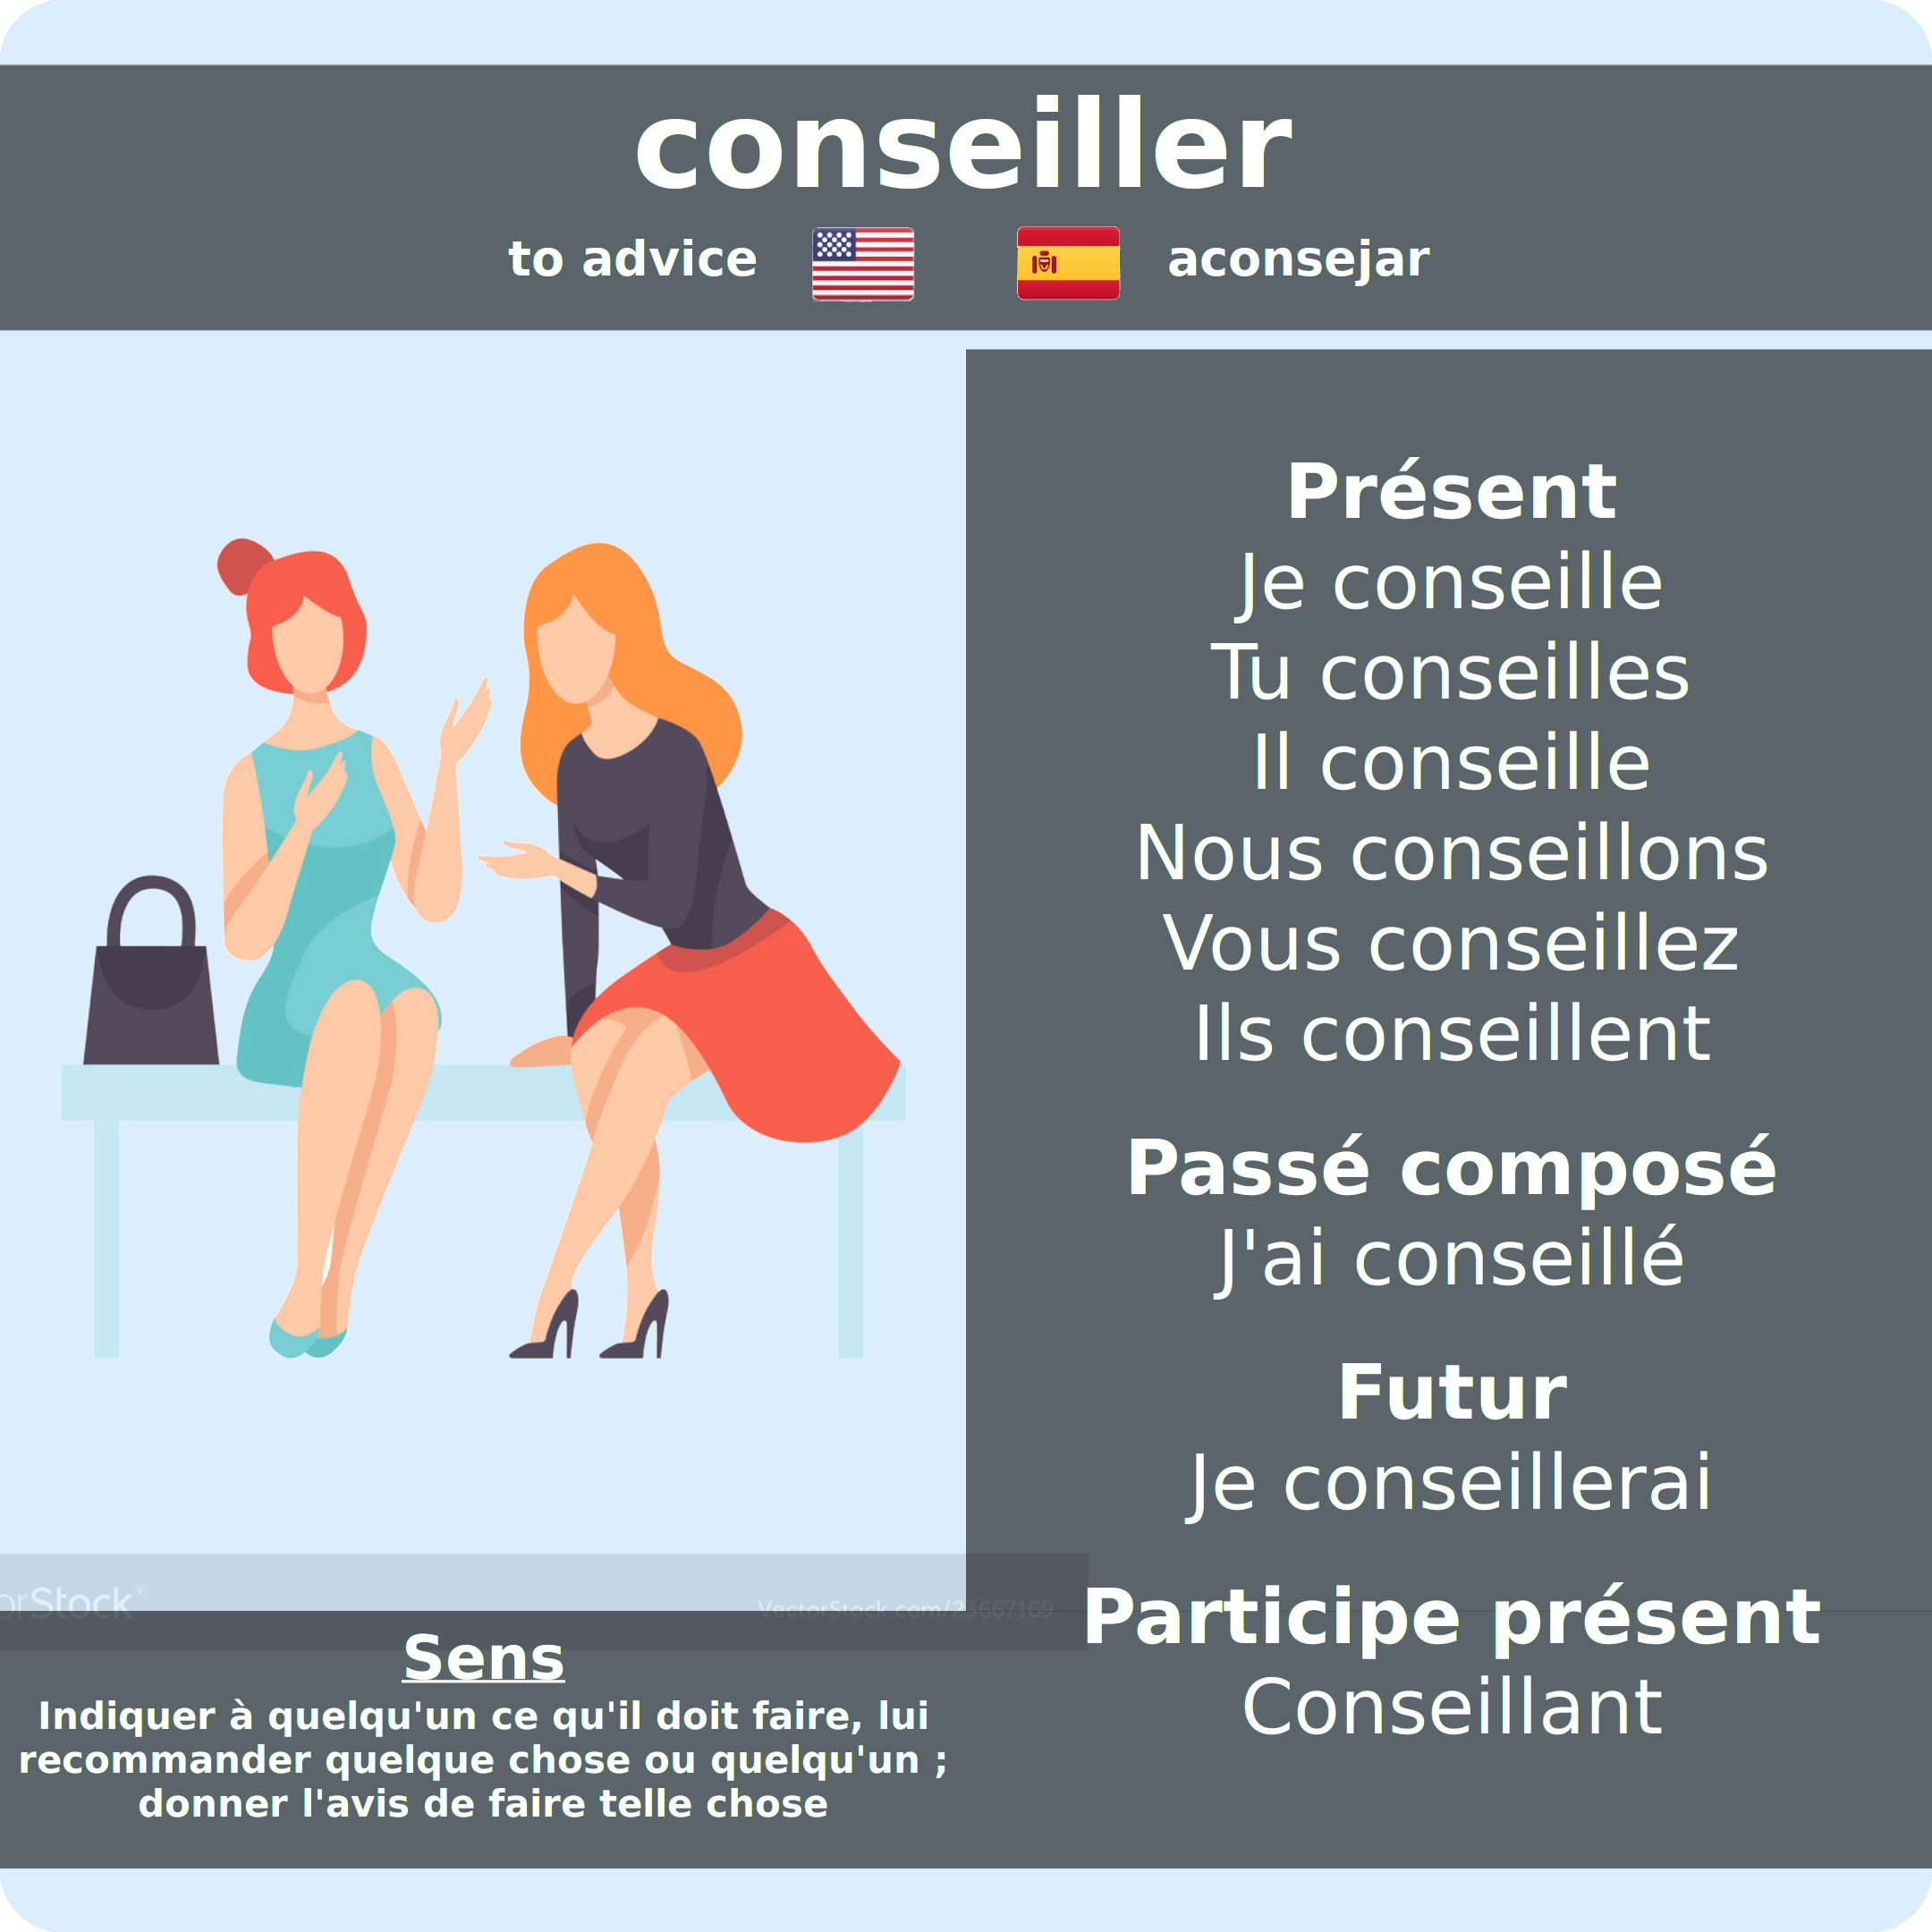 conseiller
to advice
aconsejar
Présent
Je conseille
Tu conseilles
Il conseille
Nous conseillons
Vous conseillez
Ils conseillent
Passé composé
J'ai conseillé
Futur
Je conseillerai
Participe présent
Conseillant
orStock®
VectorStock.com/23667169
Sens
Indiquer à quelqu'un ce qu'il doit faire, lui
recommander quelque chose ou quelqu'un ;
donner l'avis de faire telle chose